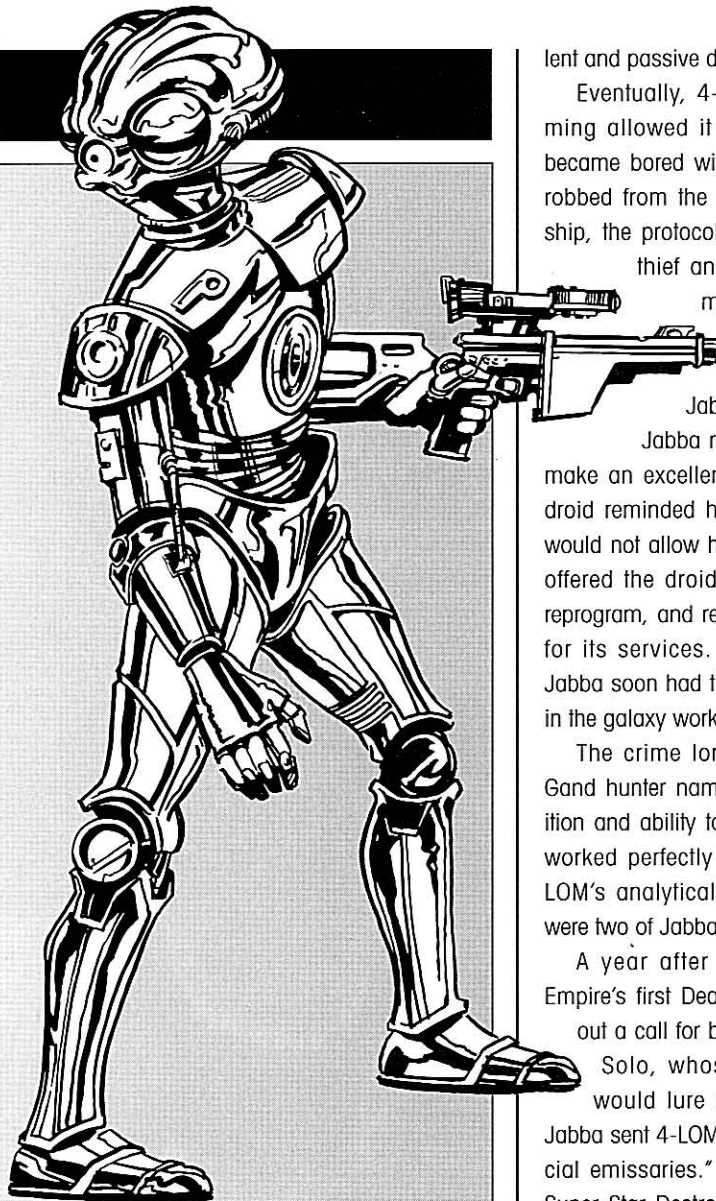 lent and passive d
Eventually, 4-
ming allowed it
became bored wi
robbed from the
ship, the protocol
thief an
m
Jab
Jabba r
make an excellen
droid reminded h
would not allow h
offered the droid
reprogram, and re
for its services.
Jabba soon had t
in the galaxy work
The crime lor
Gand hunter nam
ition and ability to
worked perfectly
LOM's analytical
were two of Jabba
A year after
Empire's first Dea
out a call for b
Solo, whos
would lure
Jabba sent 4-LOM
cial emissaries."
Super Star Destro